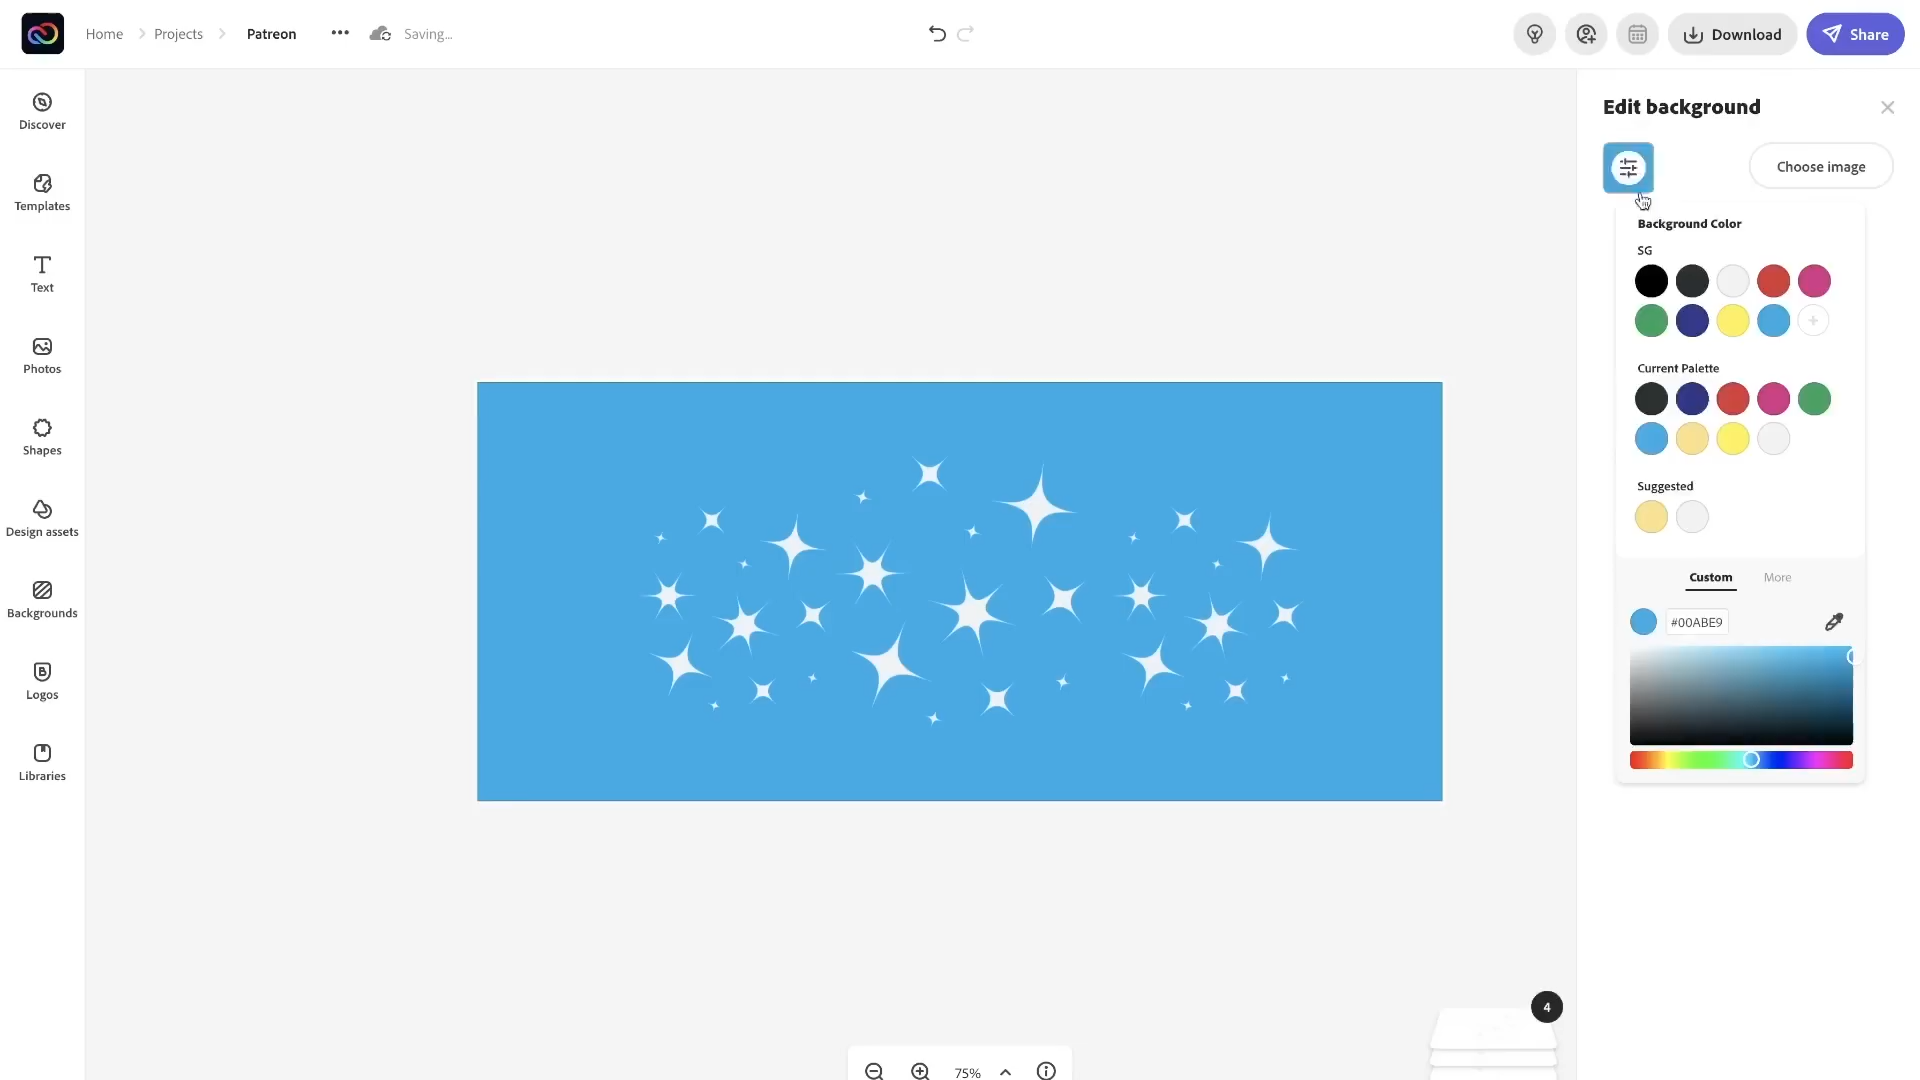 Home
Projects
Patreon
Saving...
Download
Share
Discover
Templates
Text
Photos
Shapes
Design assets
Backgrounds
Logos
Libraries
Edit background
Choose image
Background Color
SG
Current Palette
Suggested
Custom
More
#00ABE9
4
75%